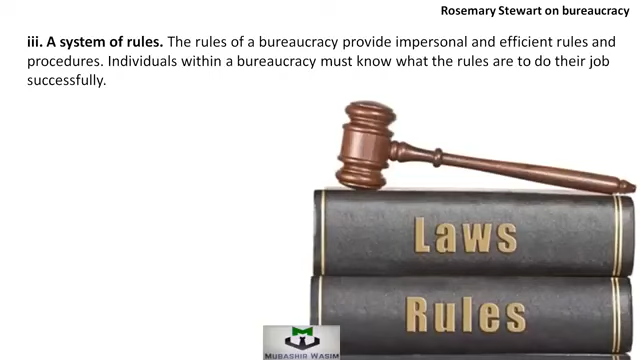 Rosemary Stewart on bureaucracy
iii. A system of rules. The rules of a bureaucracy provide impersonal and efficient rules and
procedures. Individuals within a bureaucracy must know what the rules are to do their job
successfully.
Laws
Rules
MUBASHIR WASIM